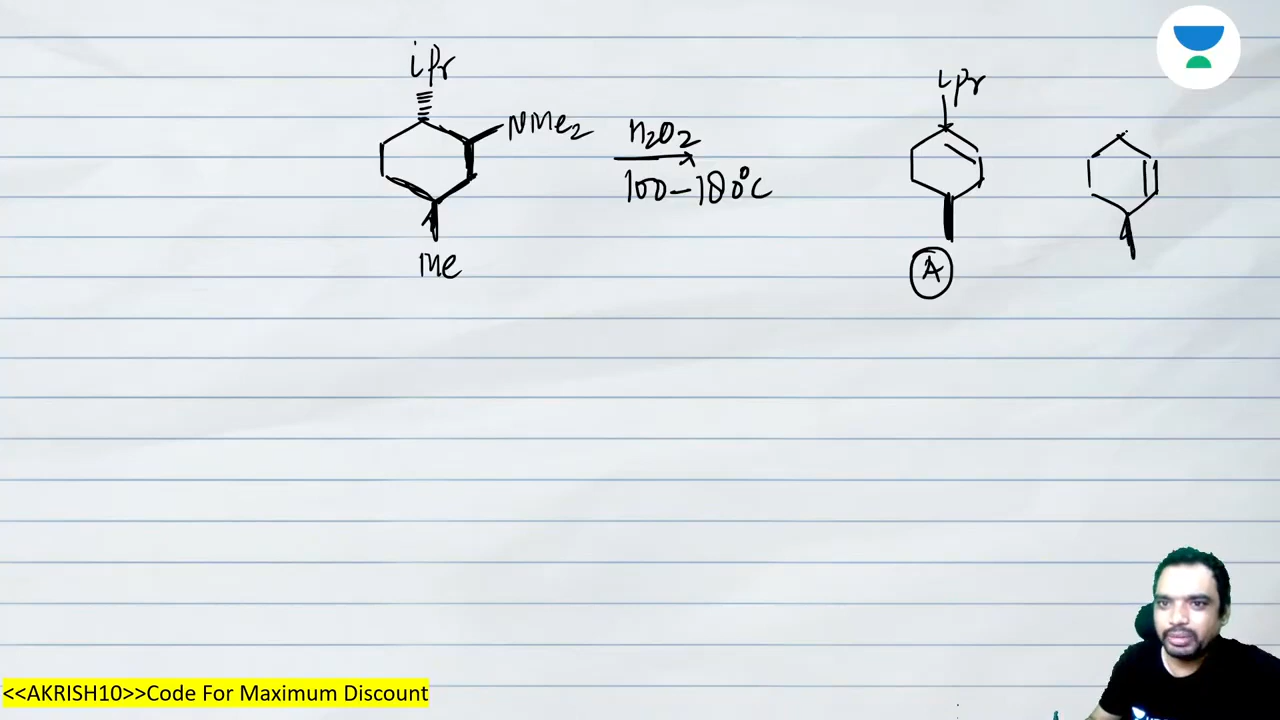 iPr
NMe2
H2O2
100-180°C
Me
iPr
A
<<AKRISH10>>Code For Maximum Discount